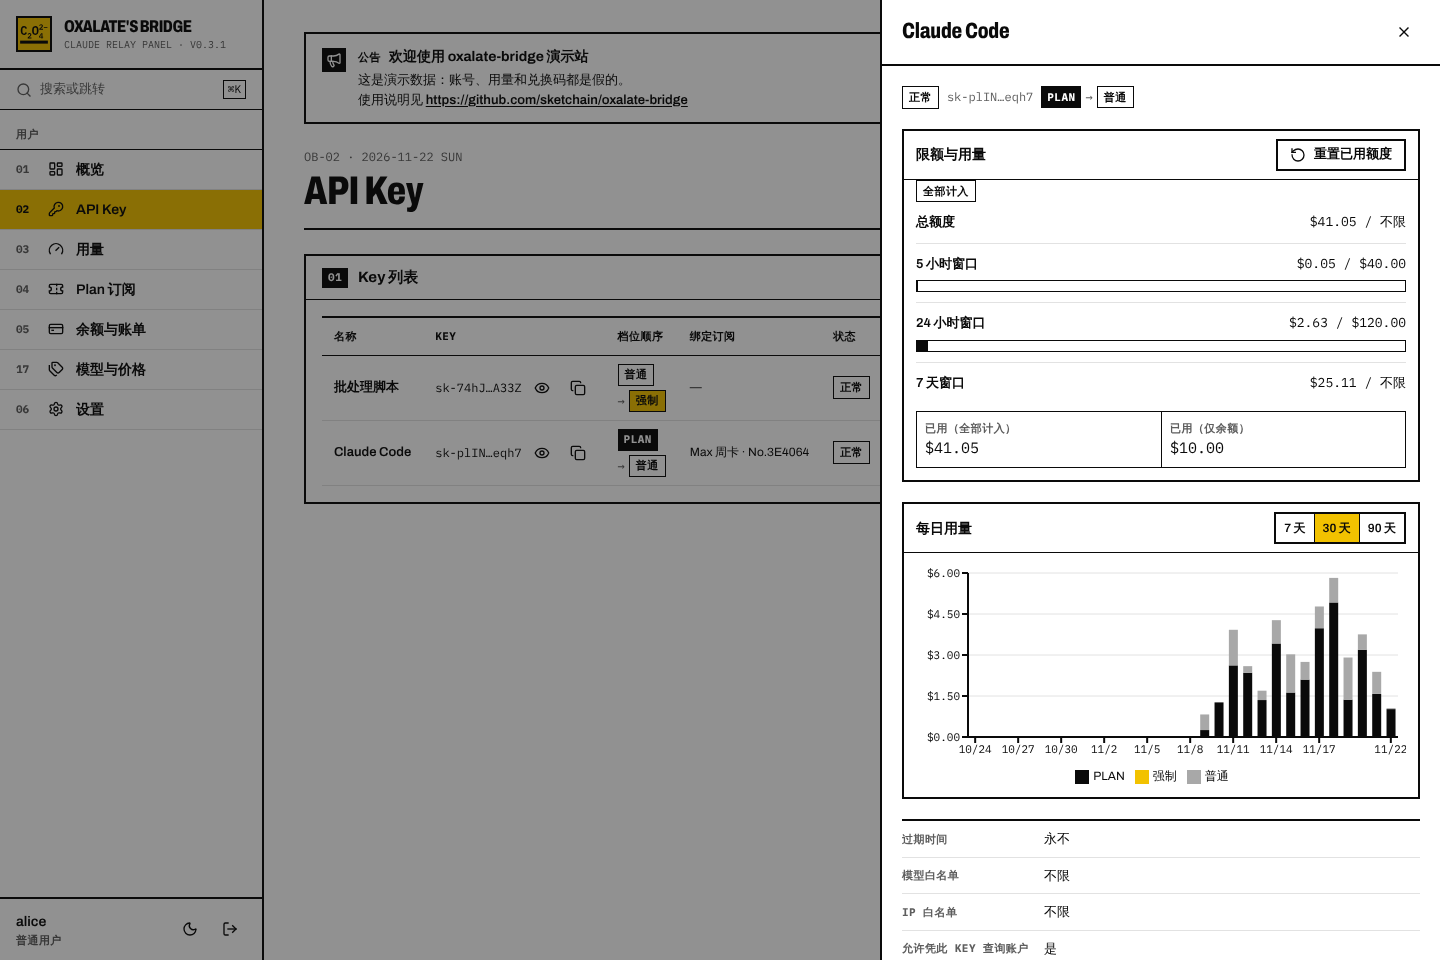 C₂O₄²⁻
OXALATE'S BRIDGE
CLAUDE RELAY PANEL · V0.3.1
搜索或跳转
⌘K
用户
01 概览
02 API Key
03 用量
04 Plan 订阅
05 余额与账单
17 模型与价格
06 设置
alice
普通用户
公告 欢迎使用 oxalate-bridge 演示站
这是演示数据：账号、用量和兑换码都是假的。
使用说明见 https://github.com/sketchain/oxalate-bridge
OB-02 · 2026-11-22 SUN
API Key
01 Key 列表
名称 KEY 档位顺序 绑定订阅 状态
批处理脚本 sk-74hJ…A33Z 普通 → 强制 — 正常
Claude Code sk-plIN…eqh7 PLAN → 普通 Max 周卡 · No.3E4064 正常
Claude Code
正常 sk-plIN…eqh7 PLAN → 普通
限额与用量
重置已用额度
全部计入
总额度 $41.05 / 不限
5 小时窗口 $0.05 / $40.00
24 小时窗口 $2.63 / $120.00
7 天窗口 $25.11 / 不限
已用（全部计入） 已用（仅余额）
$41.05 $10.00
每日用量
7 天 30 天 90 天
$6.00
$4.50
$3.00
$1.50
$0.00
10/24 10/27 10/30 11/2 11/5 11/8 11/11 11/14 11/17 11/22
PLAN 强制 普通
过期时间 永不
模型白名单 不限
IP 白名单 不限
允许凭此 KEY 查询账户 是